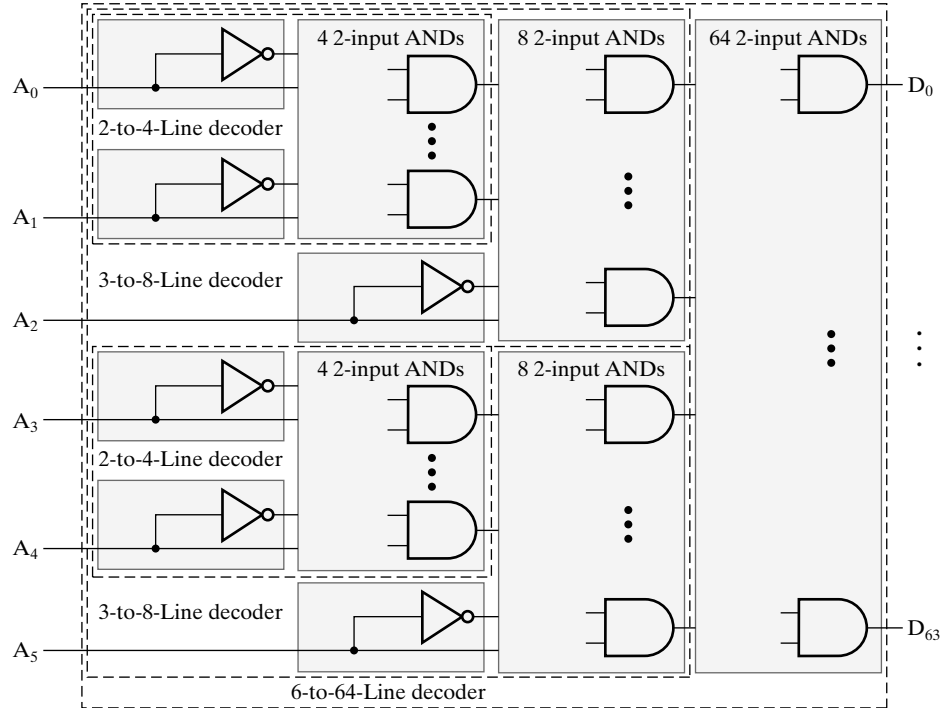 4 2-input ANDs
8 2-input ANDs
64 2-input ANDs
A₀
D₀
2-to-4-Line decoder
A₁
3-to-8-Line decoder
A₂
4 2-input ANDs
8 2-input ANDs
A₃
2-to-4-Line decoder
A₄
3-to-8-Line decoder
D₆₃
A₅
6-to-64-Line decoder